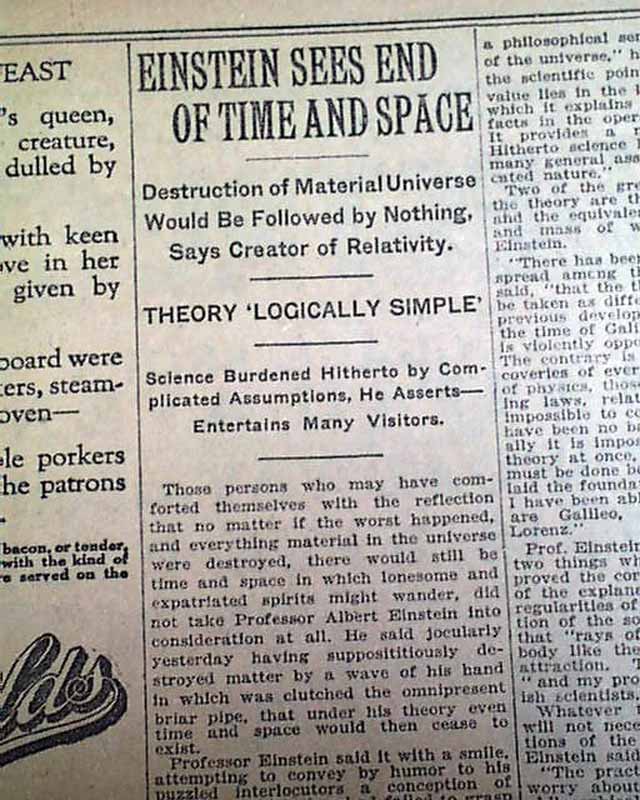 EAST
's queen,
creature,
dulled by
with keen
ve in her
given by
board were
ers, steam-
oven—
le porkers
he patrons
bacon, or tender,
with the kind of
served on the
lds
EINSTEIN SEES END
OF TIME AND SPACE
Destruction of Material Universe
Would Be Followed by Nothing,
Says Creator of Relativity.
THEORY 'LOGICALLY SIMPLE'
Science Burdened Hitherto by Com-
plicated Assumptions, He Asserts—
Entertains Many Visitors.
Those persons who may have com-
forted themselves with the reflection
that no matter if the worst happened,
and everything material in the universe
were destroyed, there would still be
time and space in which lonesome and
expatriated spirits might wander, did
not take Professor Albert Einstein into
consideration at all. He said jocularly
yesterday having supposititiously de-
stroyed matter by a wave of his hand
in which was clutched the omnipresent
briar pipe, that under his theory even
time and space would then cease to
exist.
Professor Einstein said it with a smile,
attempting to convey by humor to his
puzzled interlocutors a conception of
a philosophical sen
of the universe," h
the scientific poin
value lies in the l
which it explains
facts in the oper
It provides a
Hitherto science
many general ass
cated nature."
Two of the gr
the theory are th
and the equivale
and mass of
Einstein.
"There has bee
spread among t
said, "that the t
be taken as diff
previous develop
the time of Gali
is violently oppo
The contrary is
coveries of ever
of physics, thos
ing laws, relat
impossible to c
have been no b
ally it is impos
theory at once,
must be done b
laid the founda
I have been ab
are Galileo,
Lorenz."
Prof. Einstein
two things wh
proved the con
of the explan
regularities of
tion of the so
that "rays o
body like the
attraction. T
"and my pro
ish scientists.
Whatever t
will not nece
tions of the
Einstein said
"The pract
worry abou